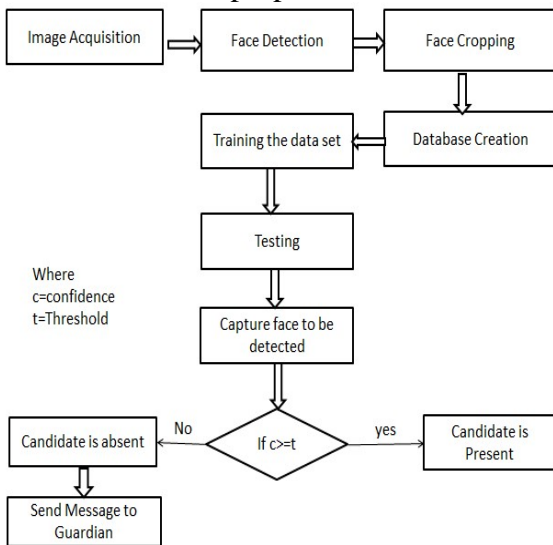 Image Acquisition
Face Detection
Face Cropping
Training the data set
Database Creation
Testing
Where
c=confidence
t=Threshold
Capture face to be
detected
If c>=t
No
yes
Candidate is absent
Candidate is
Present
Send Message to
Guardian